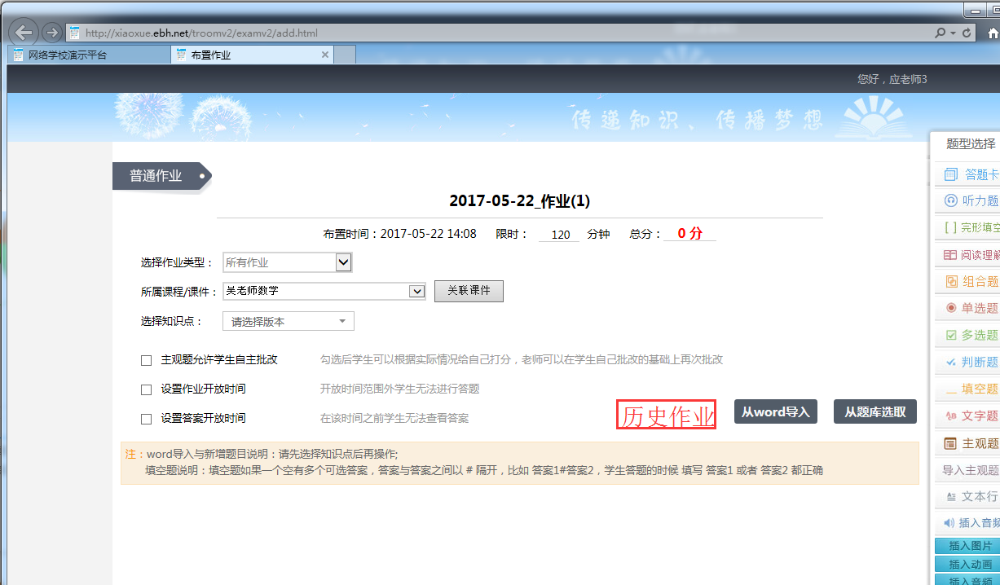 http://xiaoxue.ebh.net/troomv2/examv2/add.html
网络学校演示平台
布置作业
您好，应老师3
传递知识、传播梦想
题型选择
普通作业
答题卡
听力题
2017-05-22_作业(1)
[ ] 完形填空
布置时间：2017-05-22 14:08 限时： 120 分钟 总分： 0 分
阅读理解
选择作业类型： 所有作业
组合题
所属课程/课件： 吴老师数学 关联课件
单选题
选择知识点： 请选择版本
多选题
主观题允许学生自主批改 勾选后学生可以根据实际情况给自己打分，老师可以在学生自己批改的基础上再次批改
判断题
设置作业开放时间 开放时间范围外学生无法进行答题
填空题
历史作业 从word导入 从题库选取
设置答案开放时间 在该时间之前学生无法查看答案
文字题
主观题
注：word导入与新增题目说明：请先选择知识点后再操作;
填空题说明：填空题如果一个空有多个可选答案，答案与答案之间以 # 隔开，比如 答案1#答案2，学生答题的时候 填写 答案1 或者 答案2 都正确
导入主观题
文本行
插入音频
插入图片
插入动画
插入音频